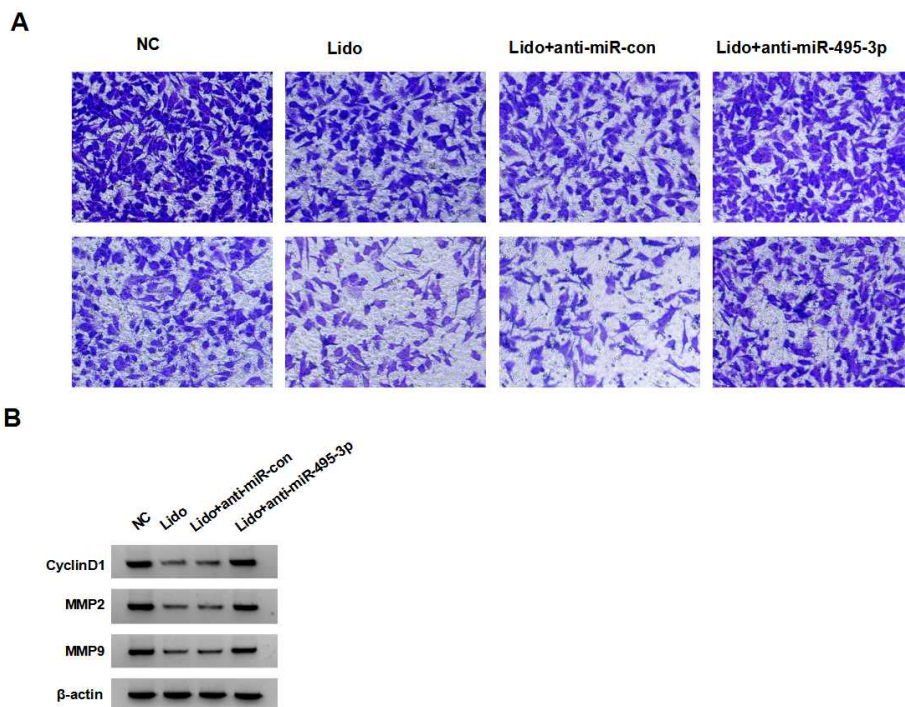 A
NC Lido Lido+anti-miR-con Lido+anti-miR-495-3p
B
NC Lido Lido+anti-miR-con Lido+anti-miR-495-3p
CyclinD1
MMP2
MMP9
β-actin